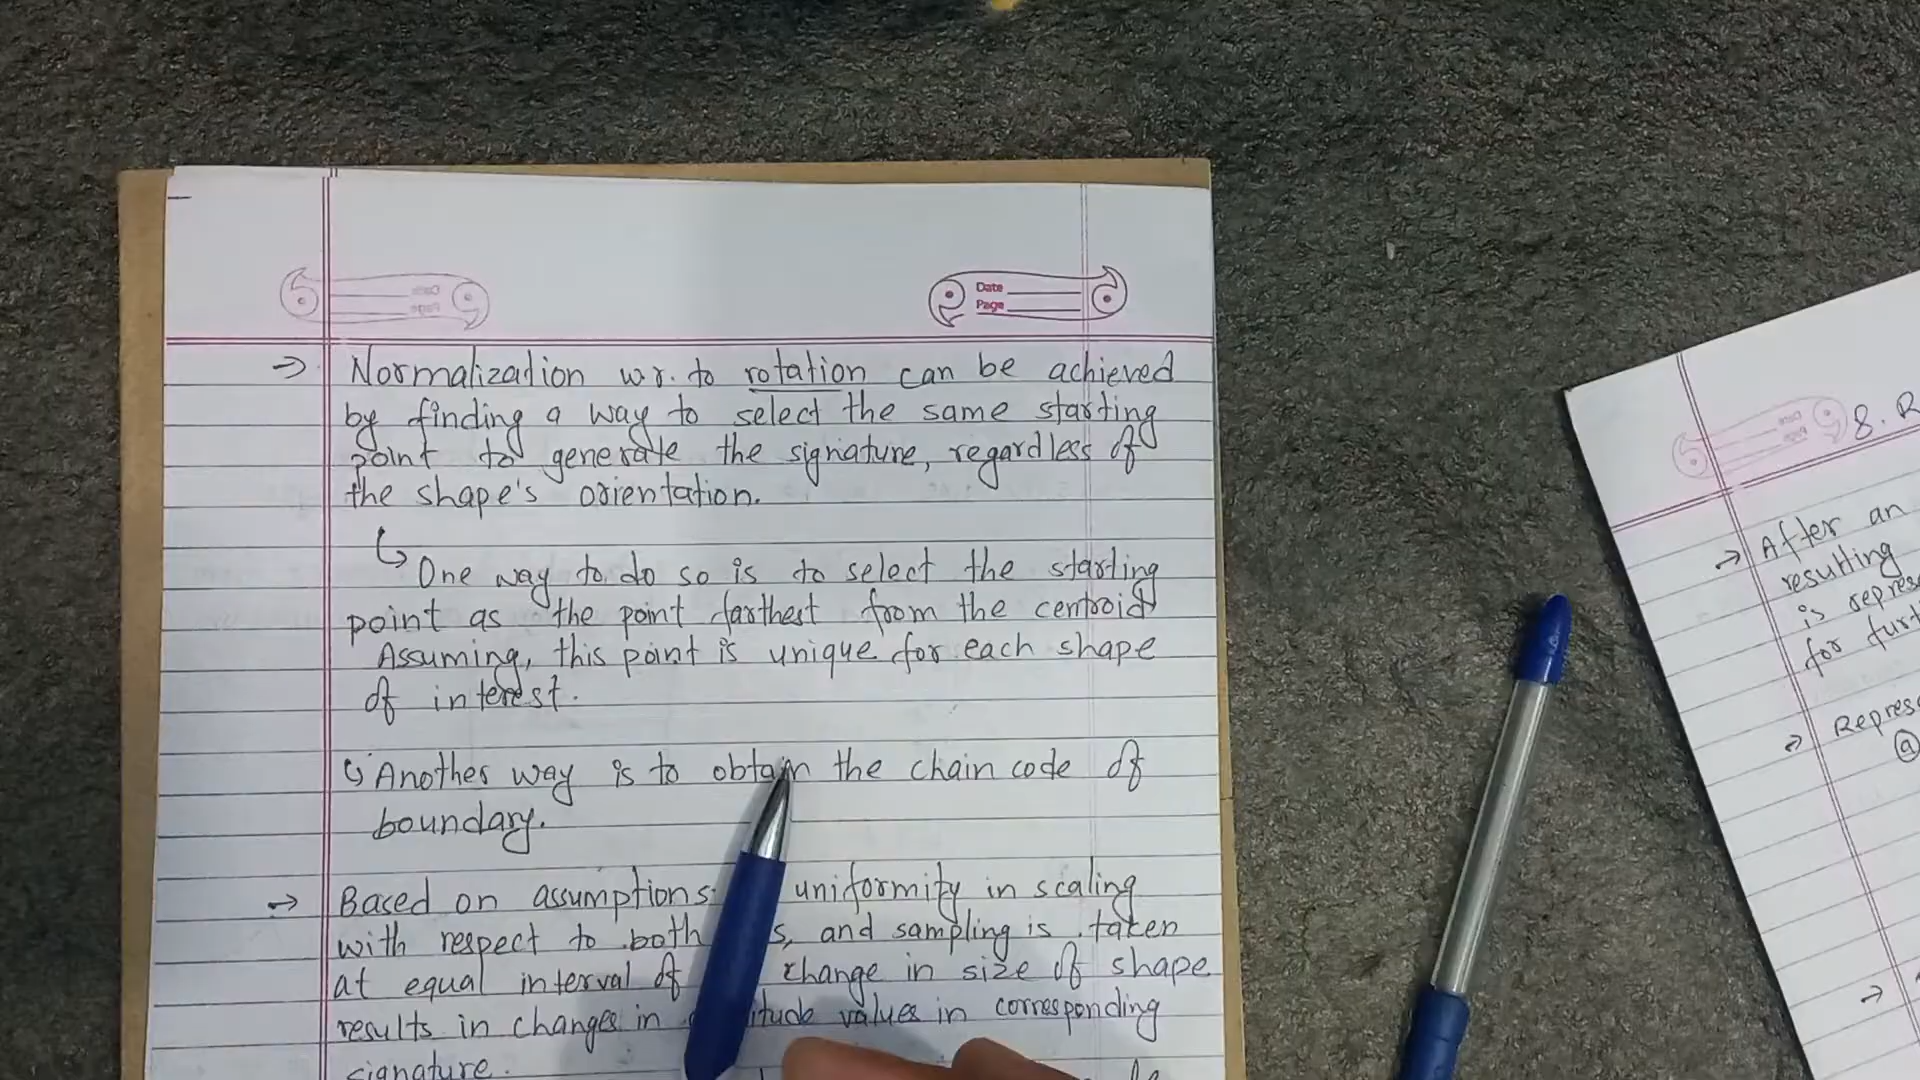 Date
Page
→ Normalization w.r. to rotation can be achieved
by finding a way to select the same starting
point to generate the signature, regardless of
the shape's orientation.
↳ One way to do so is to select the starting
point as the point farthest from the centroid
Assuming, this point is unique for each shape
of interest.
↳ Another way is to obtain the chain code of
boundary.
→ Based on assumptions uniformity in scaling
with respect to both and sampling is taken
at equal interval of change in size of shape
results in changes in values in corresponding
signature.
8. R
→ After an
resulting
is
for
→
@
→